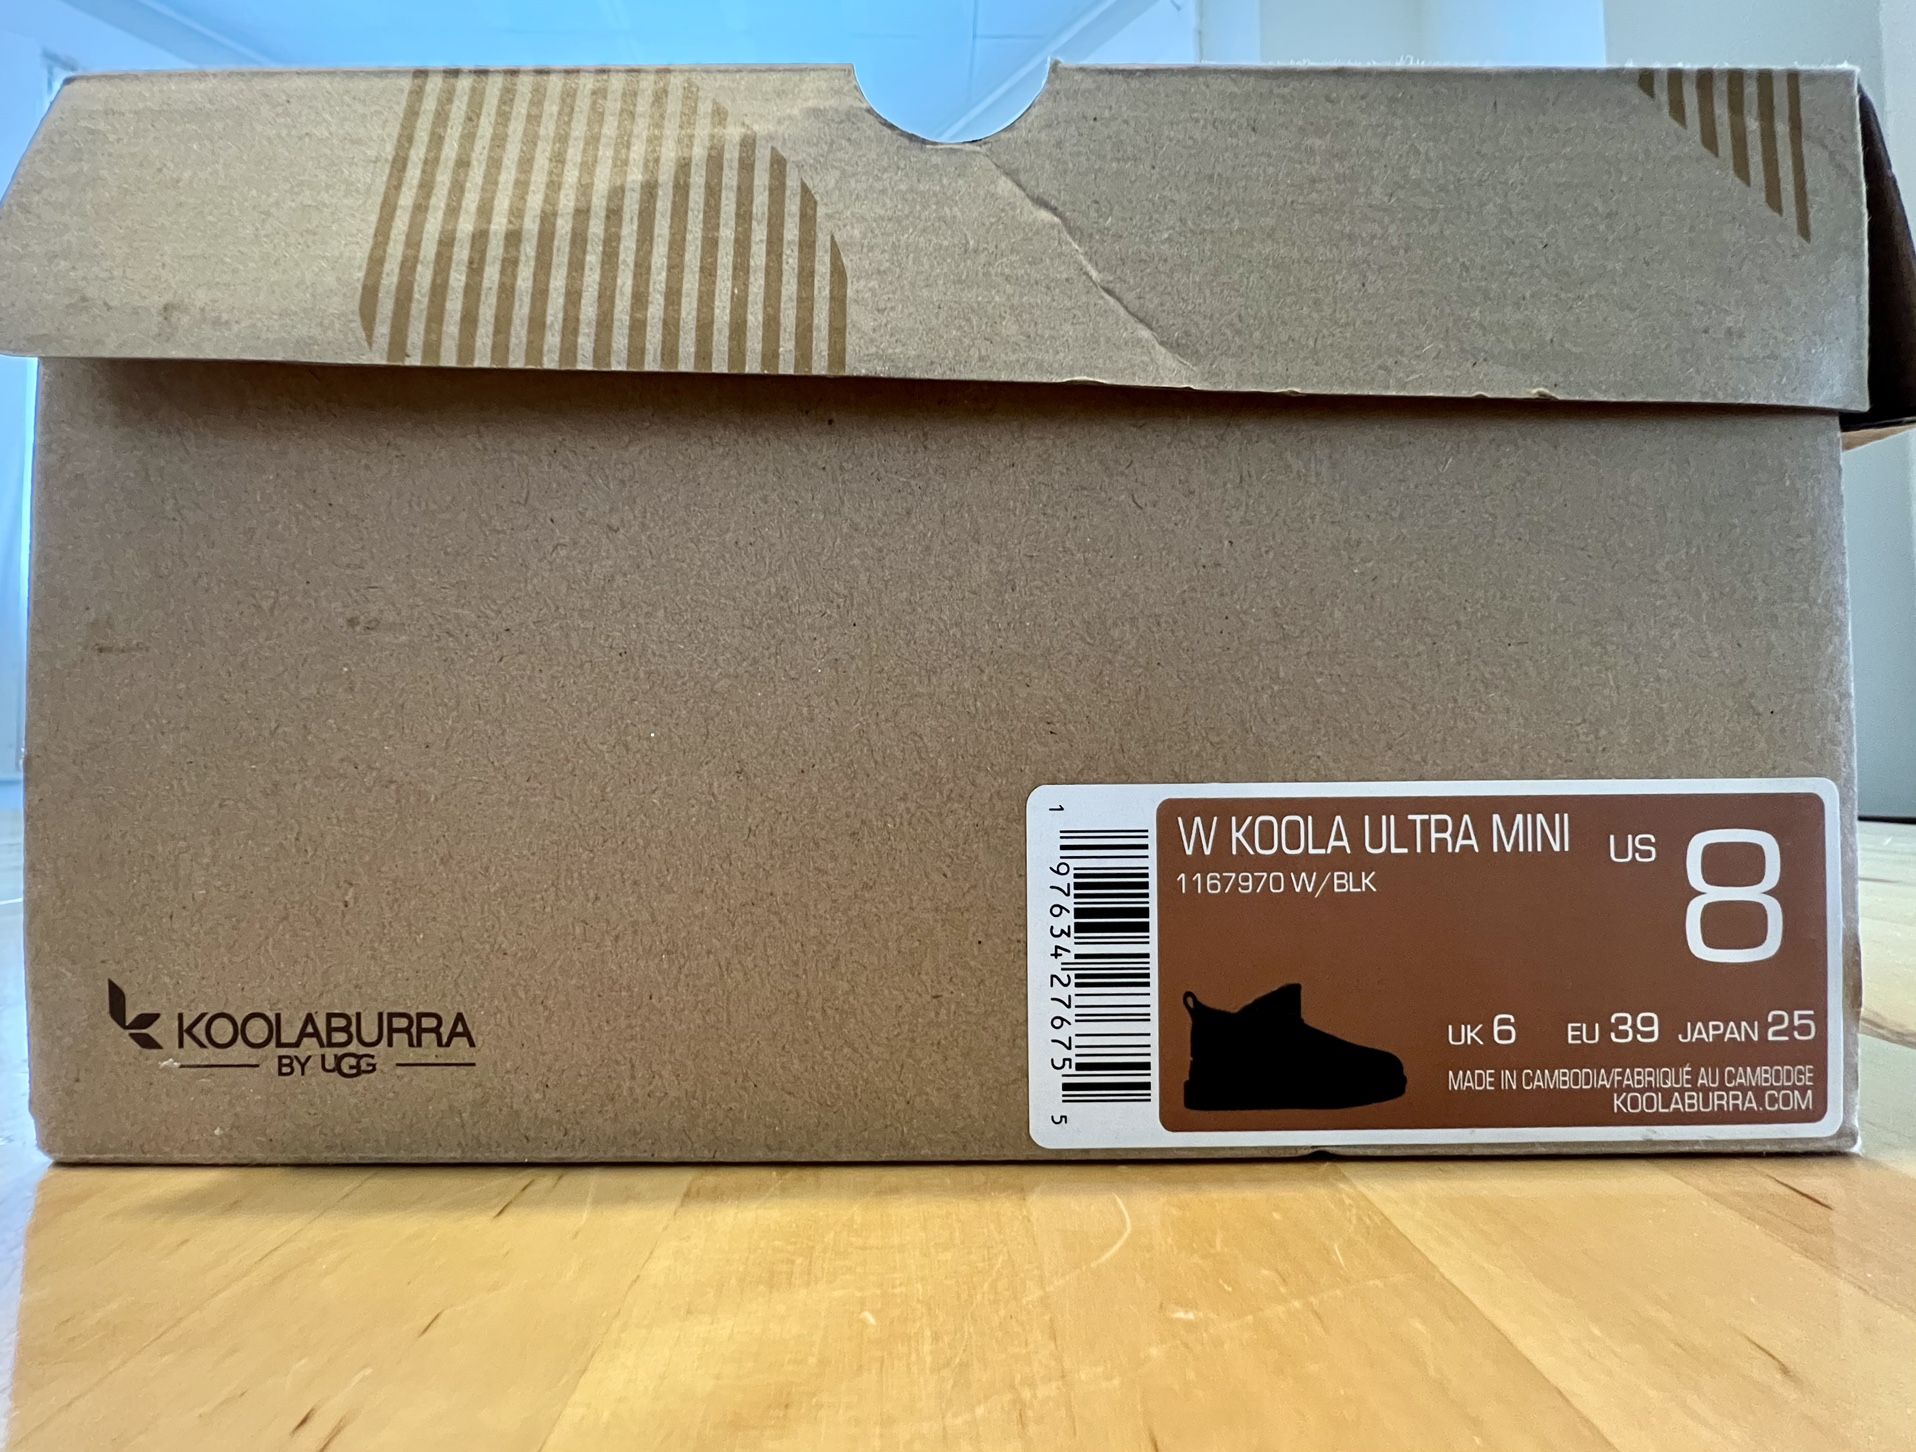 KOOLABURRA
BY UGG
1 97634 27675 5
W KOOLA ULTRA MINI
1167970 W/BLK
US 8
UK 6 EU 39 JAPAN 25
MADE IN CAMBODIA/FABRIQUÉ AU CAMBODGE
KOOLABURRA.COM